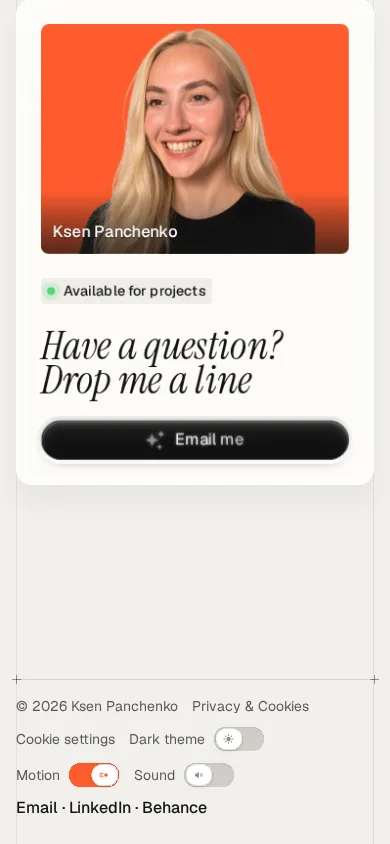 Ksen Panchenko
Available for projects
Have a question?
Drop me a line
Email me
© 2026 Ksen Panchenko Privacy & Cookies
Cookie settings Dark theme
Motion Sound
Email · LinkedIn · Behance